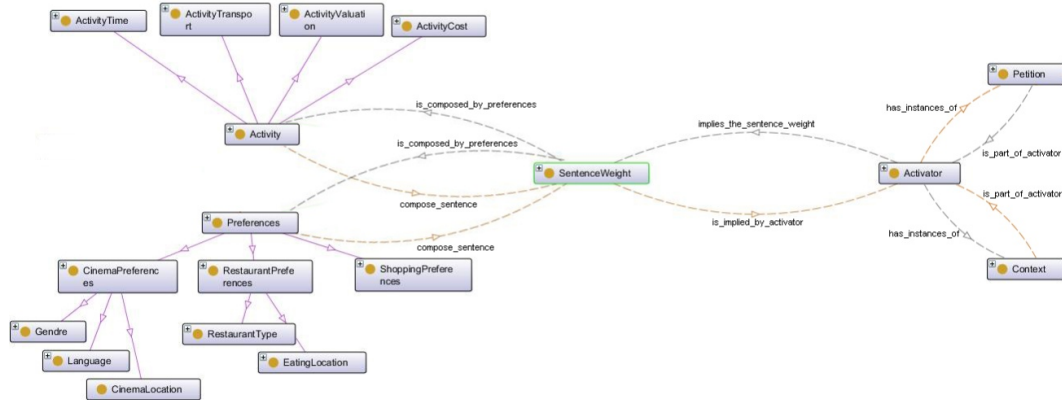 ActivityTime
ActivityTranspo
rt
ActivityValuati
on
ActivityCost
Petition
is_composed_by_preferences
has_instances_of
implies_the_sentence_weight
Activity
is_composed_by_preferences
is_part_of_activator
SentenceWeight
Activator
is_part_of_activator
compose_sentence
Preferences
is_implied_by_activator
has_instances_of
compose_sentence
CinemaPreferenc
es
RestaurantPrefe
rences
ShoppingPrefere
nces
Context
Gendre
RestaurantType
Language
EatingLocation
CinemaLocation